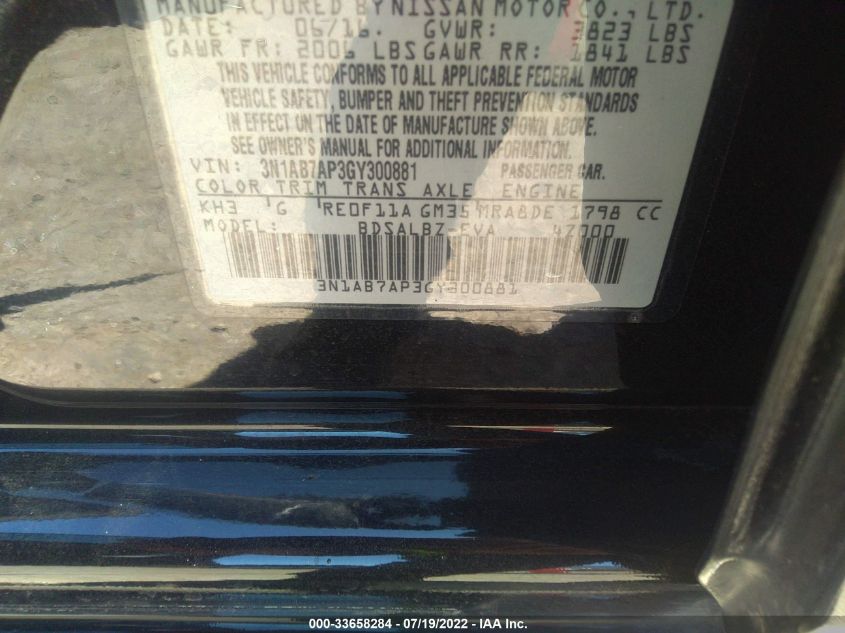 MANUFACTURED BY NISSAN MOTOR CO., LTD.
DATE: 06/16. GVWR: 3823 LBS
GAWR FR: 2006 LBS GAWR RR: 1841 LBS
THIS VEHICLE CONFORMS TO ALL APPLICABLE FEDERAL MOTOR
VEHICLE SAFETY, BUMPER AND THEFT PREVENTION STANDARDS
IN EFFECT ON THE DATE OF MANUFACTURE SHOWN ABOVE.
SEE OWNER'S MANUAL FOR ADDITIONAL INFORMATION.
VIN: 3N1AB7AP3GY300881 PASSENGER CAR.
COLOR TRIM TRANS AXLE ENGINE
KH3 G RE0F11A GM35 MRA8DE 1798 CC
MODEL: BDSALBZ-EVA 47000
3N1AB7AP3GY300881
000-33658284 - 07/19/2022 - IAA Inc.